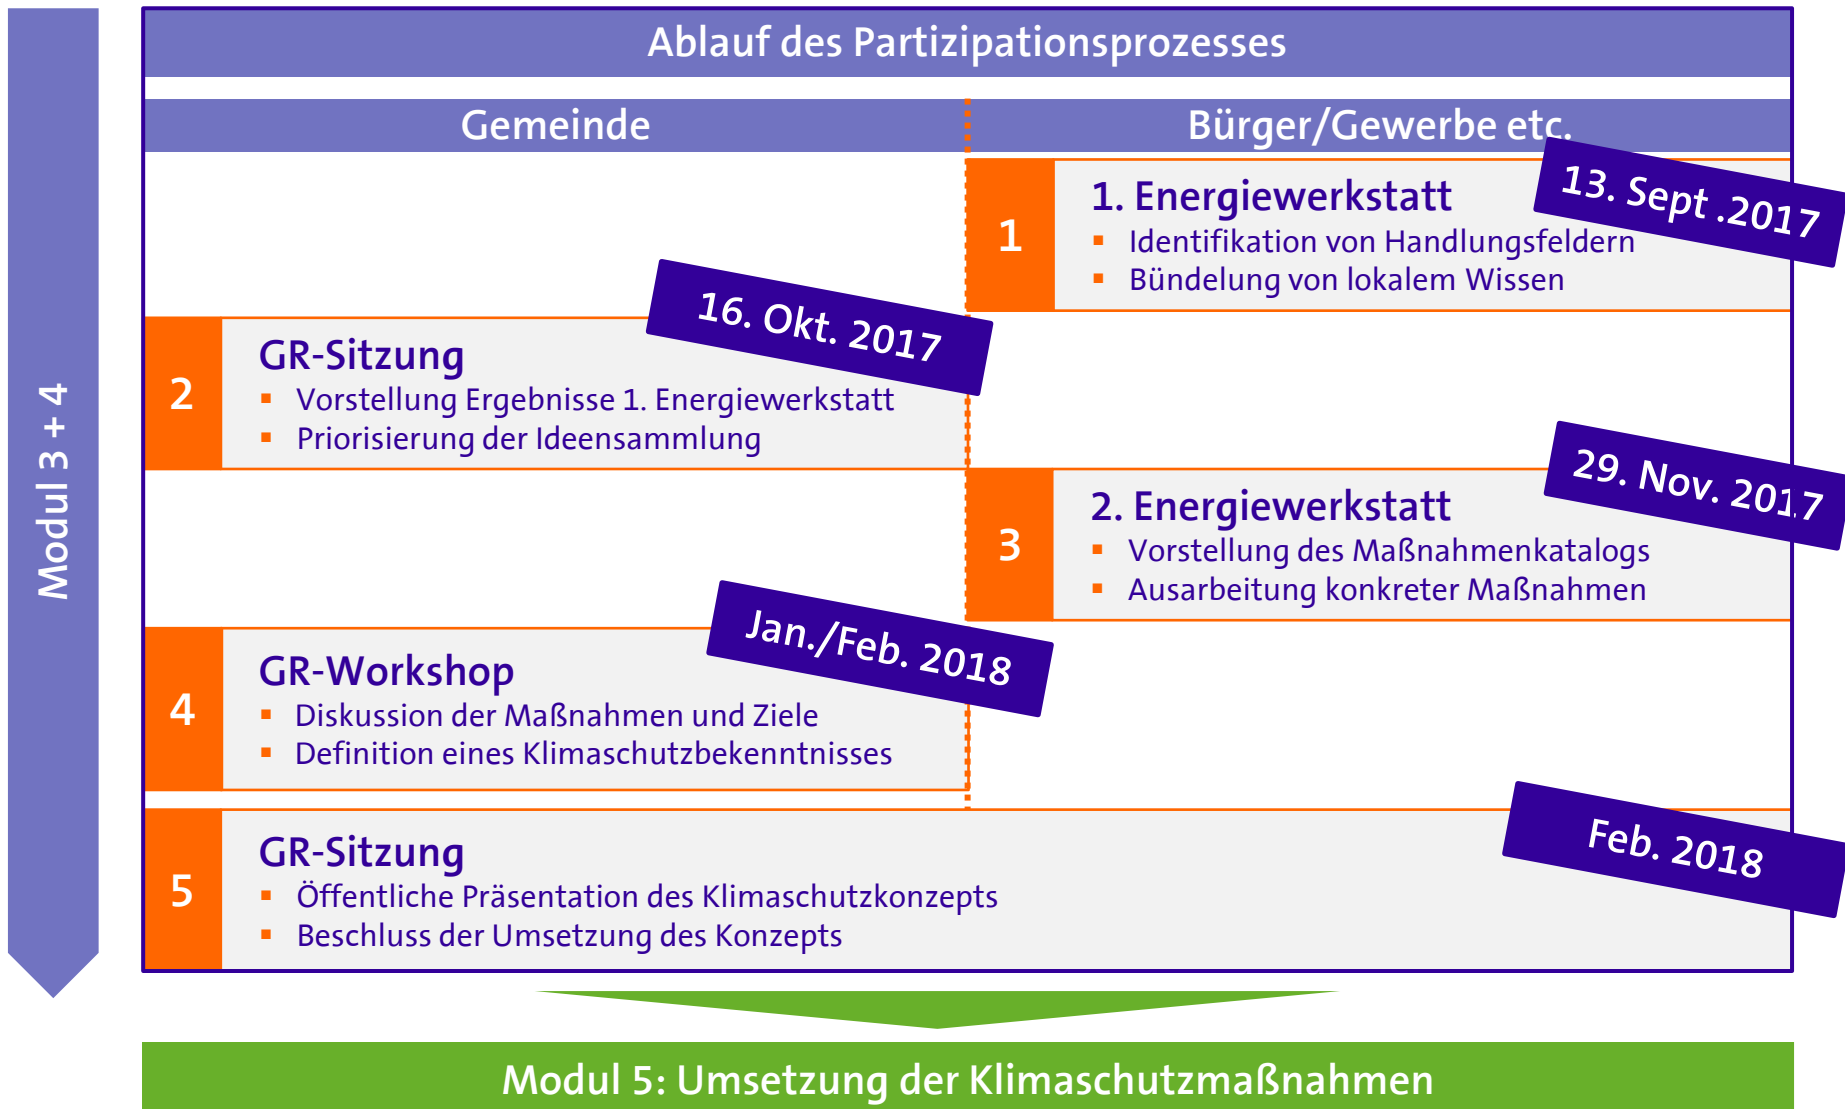 Ablauf des Partizipationsprozesses
Gemeinde
Bürger/Gewerbe etc.
Modul 3 + 4
1
1. Energiewerkstatt
▪ Identifikation von Handlungsfeldern
▪ Bündelung von lokalem Wissen
13. Sept .2017
2
GR-Sitzung
▪ Vorstellung Ergebnisse 1. Energiewerkstatt
▪ Priorisierung der Ideensammlung
16. Okt. 2017
3
2. Energiewerkstatt
▪ Vorstellung des Maßnahmenkatalogs
▪ Ausarbeitung konkreter Maßnahmen
29. Nov. 2017
4
GR-Workshop
▪ Diskussion der Maßnahmen und Ziele
▪ Definition eines Klimaschutzbekenntnisses
Jan./Feb. 2018
5
GR-Sitzung
▪ Öffentliche Präsentation des Klimaschutzkonzepts
▪ Beschluss der Umsetzung des Konzepts
Feb. 2018
Modul 5: Umsetzung der Klimaschutzmaßnahmen